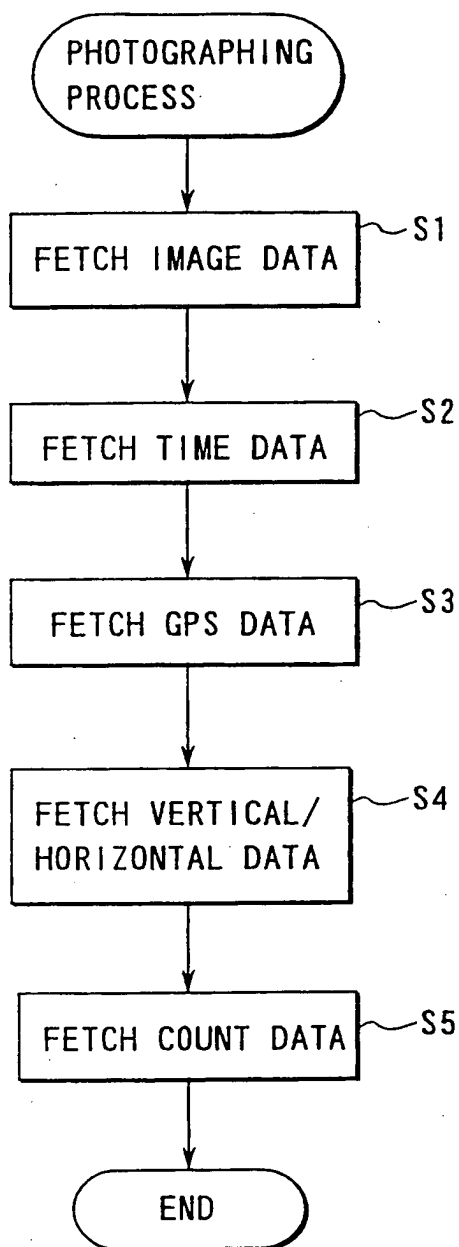 PHOTOGRAPHING
PROCESS
S1
FETCH IMAGE DATA
S2
FETCH TIME DATA
S3
FETCH GPS DATA
S4
FETCH VERTICAL/
HORIZONTAL DATA
S5
FETCH COUNT DATA
END